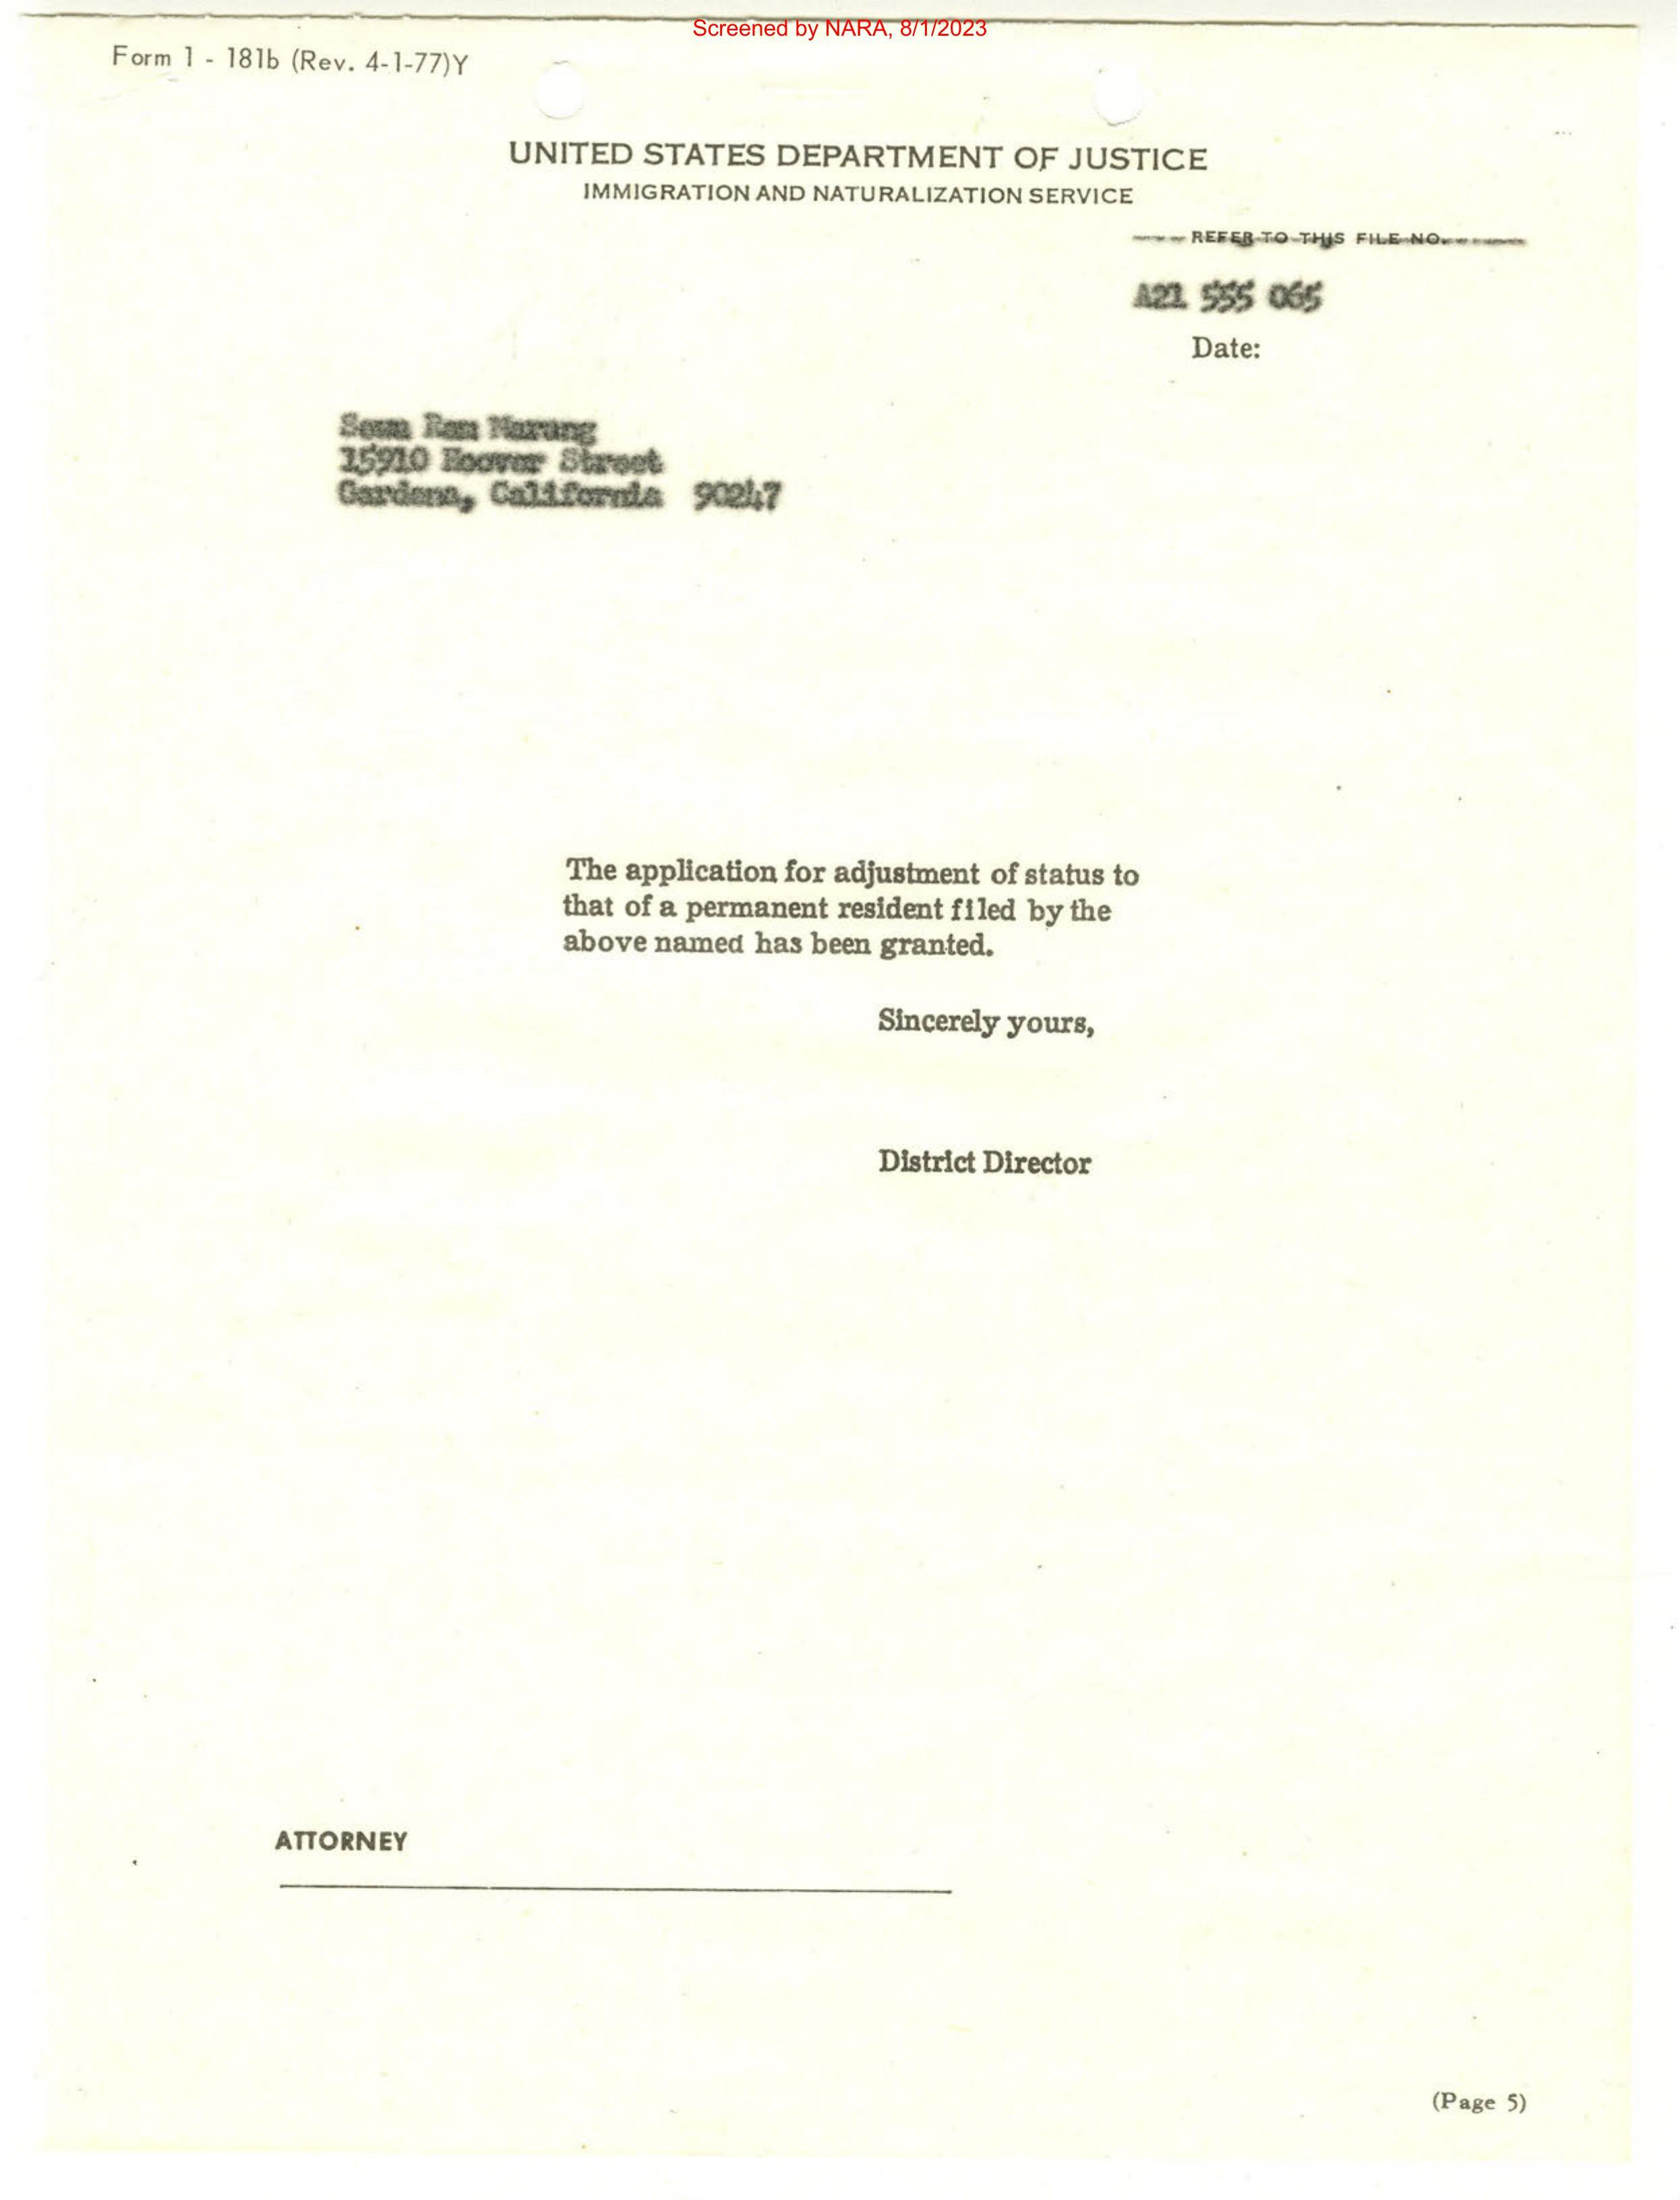 Screened by NARA, 8/1/2023
Form 1 - 181b (Rev. 4-1-77)Y
UNITED STATES DEPARTMENT OF JUSTICE
IMMIGRATION AND NATURALIZATION SERVICE
REFER TO THIS FILE NO.
A21 555 065
Date:
15910 Hoover Street
Gardena, California 90247
The application for adjustment of status to
that of a permanent resident filed by the
above named has been granted.
Sincerely yours,
District Director
ATTORNEY
(Page 5)